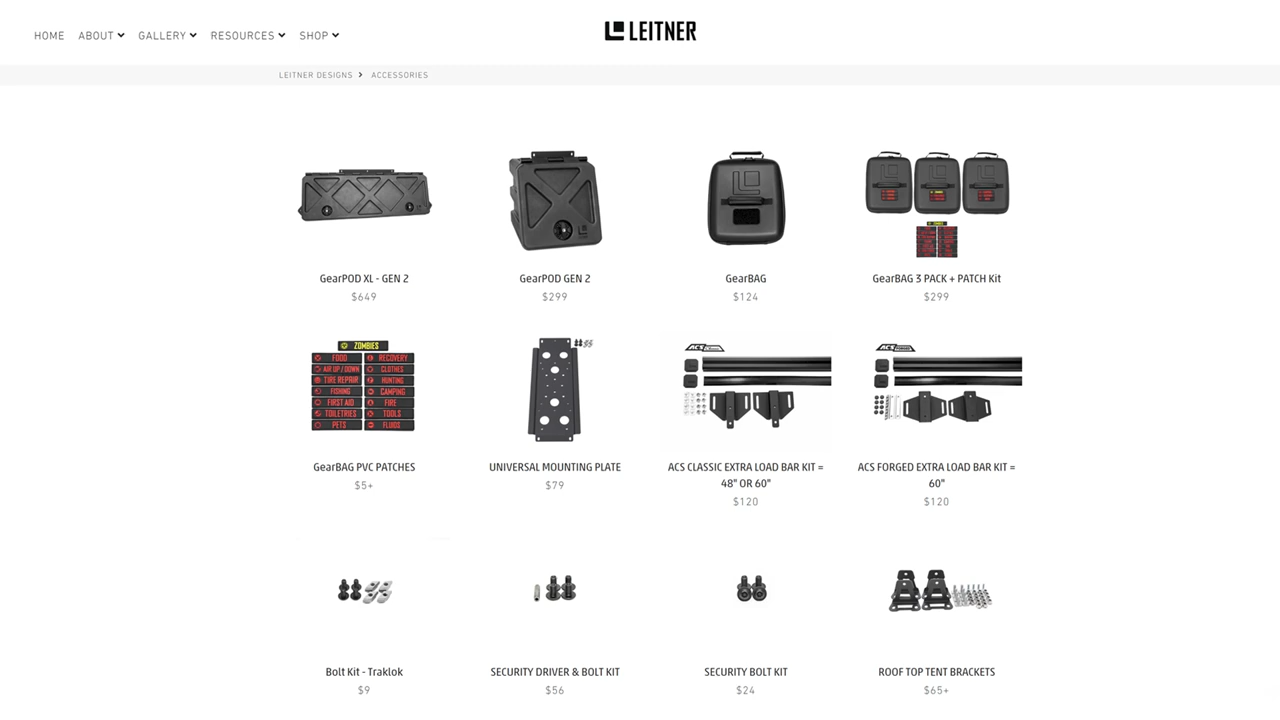 HOME ABOUT GALLERY RESOURCES SHOP
LEITNER
LEITNER DESIGNS > ACCESSORIES
GearPOD XL - GEN 2
$649
GearPOD GEN 2
$299
GearBAG
$124
GearBAG 3 PACK + PATCH Kit
$299
ZOMBIES
FOOD RECOVERY
AIR UP / DOWN CLOTHES
TIRE REPAIR HUNTING
FISHING CAMPING
FIRST AID FIRE
TOILETRIES TOOLS
PETS FLUIDS
GearBAG PVC PATCHES
$5+
UNIVERSAL MOUNTING PLATE
$79
ACS
ACS CLASSIC EXTRA LOAD BAR KIT =
48" OR 60"
$120
ACS FORGED
ACS FORGED EXTRA LOAD BAR KIT =
60"
$120
Bolt Kit - Traklok
$9
SECURITY DRIVER & BOLT KIT
$56
SECURITY BOLT KIT
$24
ROOF TOP TENT BRACKETS
$65+